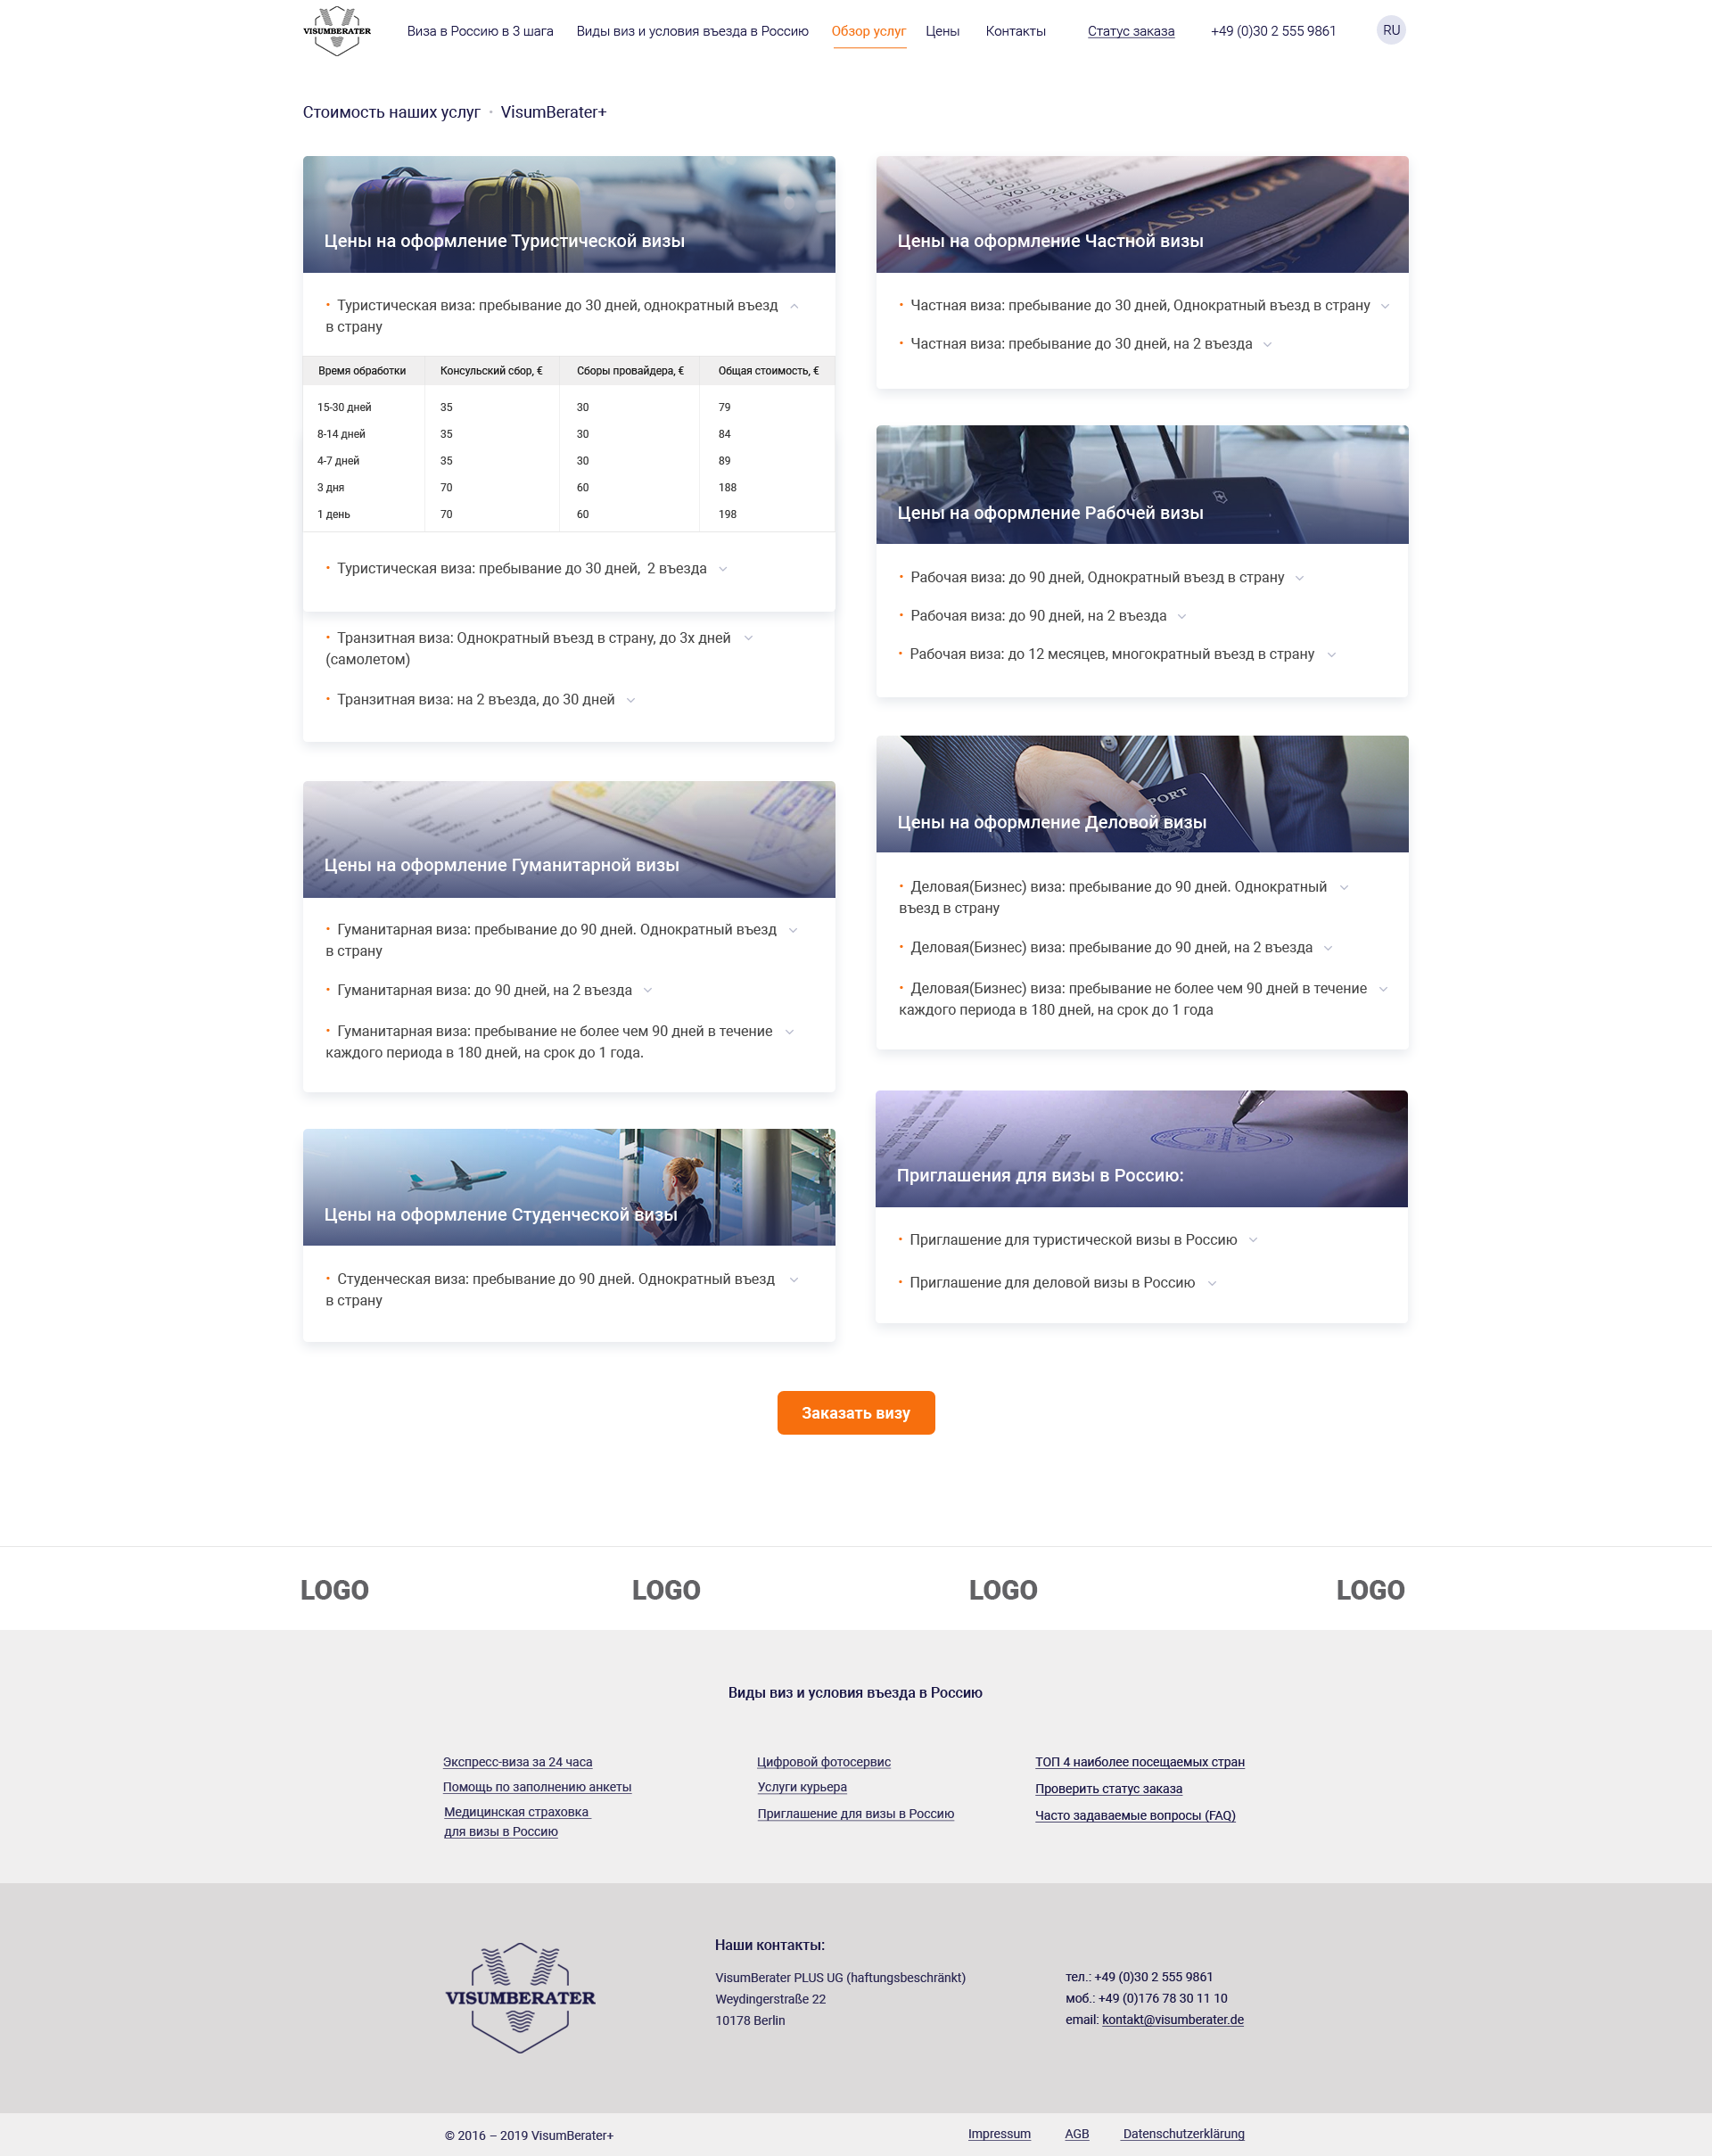 VISUMBERATER
Виза в Россию в 3 шага
Виды виз и условия въезда в Россию
Обзор услуг
Цены
Контакты
Статус заказа
+49 (0)30 2 555 9861
RU
Стоимость наших услуг • VisumBerater+
Цены на оформление Туристической визы
• Туристическая виза: пребывание до 30 дней, однократный въезд
в страну
Время обработки Консульский сбор, € Сборы провайдера, € Общая стоимость, €
15-30 дней 35 30 79
8-14 дней 35 30 84
4-7 дней 35 30 89
3 дня 70 60 188
1 день 70 60 198
• Туристическая виза: пребывание до 30 дней, 2 въезда
• Транзитная виза: Однократный въезд в страну, до 3х дней
(самолетом)
• Транзитная виза: на 2 въезда, до 30 дней
Цены на оформление Гуманитарной визы
• Гуманитарная виза: пребывание до 90 дней. Однократный въезд
в страну
• Гуманитарная виза: до 90 дней, на 2 въезда
• Гуманитарная виза: пребывание не более чем 90 дней в течение
каждого периода в 180 дней, на срок до 1 года.
Цены на оформление Студенческой визы
• Студенческая виза: пребывание до 90 дней. Однократный въезд
в страну
MINSK
VOID
VOID 120 64.00
EUR
USD 27.40
PASSPORT
Цены на оформление Частной визы
• Частная виза: пребывание до 30 дней, Однократный въезд в страну
• Частная виза: пребывание до 30 дней, на 2 въезда
Цены на оформление Рабочей визы
• Рабочая виза: до 90 дней, Однократный въезд в страну
• Рабочая виза: до 90 дней, на 2 въезда
• Рабочая виза: до 12 месяцев, многократный въезд в страну
PORT
Цены на оформление Деловой визы
• Деловая(Бизнес) виза: пребывание до 90 дней. Однократный
въезд в страну
• Деловая(Бизнес) виза: пребывание до 90 дней, на 2 въезда
• Деловая(Бизнес) виза: пребывание не более чем 90 дней в течение
каждого периода в 180 дней, на срок до 1 года
Приглашения для визы в Россию:
• Приглашение для туристической визы в Россию
• Приглашение для деловой визы в Россию
Заказать визу
LOGO LOGO LOGO LOGO
Виды виз и условия въезда в Россию
Экспресс-виза за 24 часа
Помощь по заполнению анкеты
Медицинская страховка
для визы в Россию
Цифровой фотосервис
Услуги курьера
Приглашение для визы в Россию
ТОП 4 наиболее посещаемых стран
Проверить статус заказа
Часто задаваемые вопросы (FAQ)
VISUMBERATER
Наши контакты:
VisumBerater PLUS UG (haftungsbeschränkt)
Weydingerstraße 22
10178 Berlin
тел.: +49 (0)30 2 555 9861
моб.: +49 (0)176 78 30 11 10
email: kontakt@visumberater.de
© 2016 – 2019 VisumBerater+
Impressum
AGB
Datenschutzerklärung